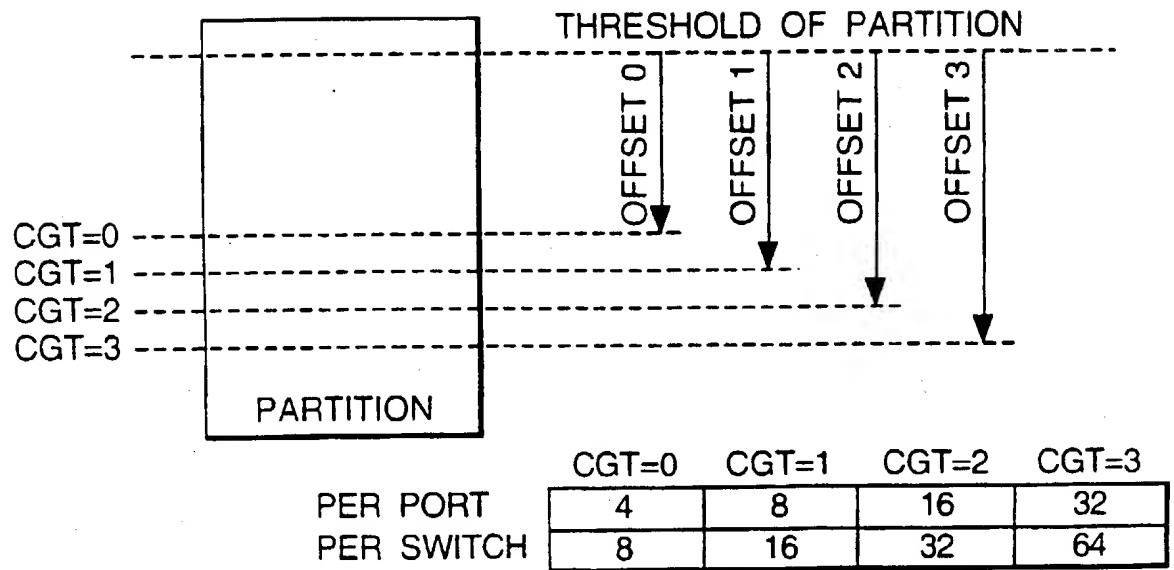 THRESHOLD OF PARTITION
OFFSET 0
OFFSET 1
OFFSET 2
OFFSET 3
CGT=0
CGT=1
CGT=2
CGT=3
PARTITION
CGT=0 CGT=1 CGT=2 CGT=3
PER PORT 4 8 16 32
PER SWITCH 8 16 32 64